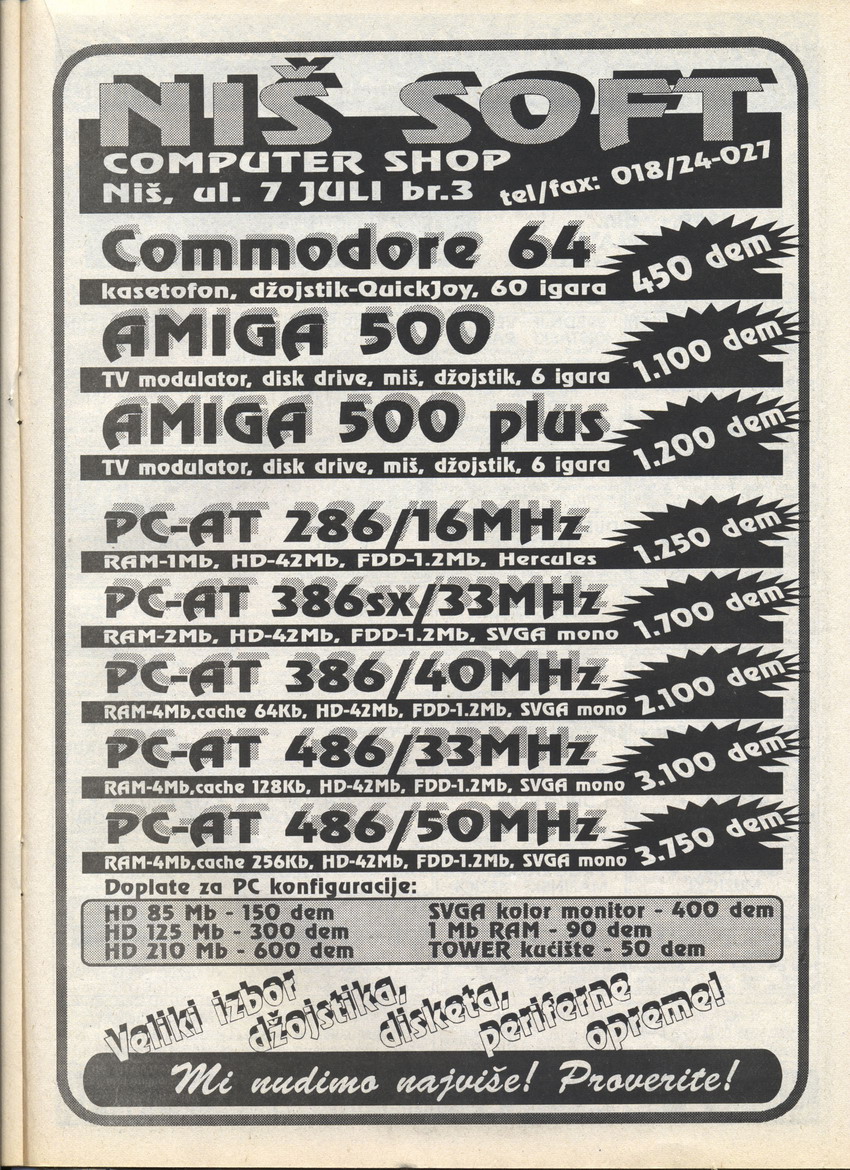 NIŠ SOFT
COMPUTER SHOP
Niš, ul. 7 JULI br.3
tel/fax: 018/24-027
Commodore 64
450 dem
kasetofon, džojstik-QuickJoy, 60 igara
AMIGA 500
1.100 dem
TV modulator, disk drive, miš, džojstik, 6 igara
AMIGA 500 plus
1.200 dem
TV modulator, disk drive, miš, džojstik, 6 igara
PC-AT 286/16MHz
1.250 dem
RAM-1Mb, HD-42Mb, FDD-1.2Mb, Hercules
PC-AT 386sx/33MHz
1.700 dem
RAM-2Mb, HD-42Mb, FDD-1.2Mb, SVGA mono
PC-AT 386/40MHz
2.100 dem
RAM-4Mb,cache 64Kb, HD-42Mb, FDD-1.2Mb, SVGA mono
PC-AT 486/33MHz
3.100 dem
RAM-4Mb,cache 128Kb, HD-42Mb, FDD-1.2Mb, SVGA mono
PC-AT 486/50MHz
3.750 dem
RAM-4Mb,cache 256Kb, HD-42Mb, FDD-1.2Mb, SVGA mono
Doplate za PC konfiguracije:
HD 85 Mb - 150 dem
HD 125 Mb - 300 dem
HD 210 Mb - 600 dem
SVGA kolor monitor - 400 dem
1 Mb RAM - 90 dem
TOWER kućište - 50 dem
Veliki izbor džojstika, disketa, periferne opreme!
Mi nudimo najviše! Proverite!